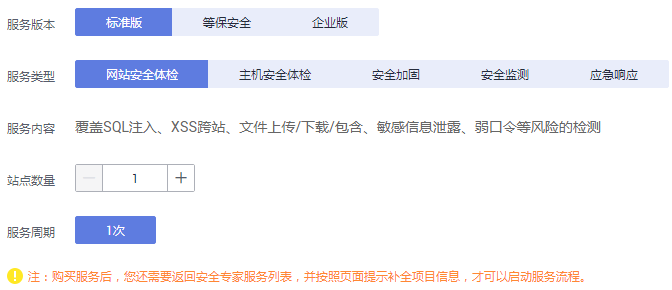 服务版本 标准版 等保安全 企业版
服务类型 网站安全体检 主机安全体检 安全加固 安全监测 应急响应
服务内容 覆盖SQL注入、XSS跨站、文件上传/下载/包含、敏感信息泄露、弱口令等风险的检测
站点数量 — 1 +
服务周期 1次
! 注：购买服务后，您还需要返回安全专家服务列表，并按照页面提示补全项目信息，才可以启动服务流程。